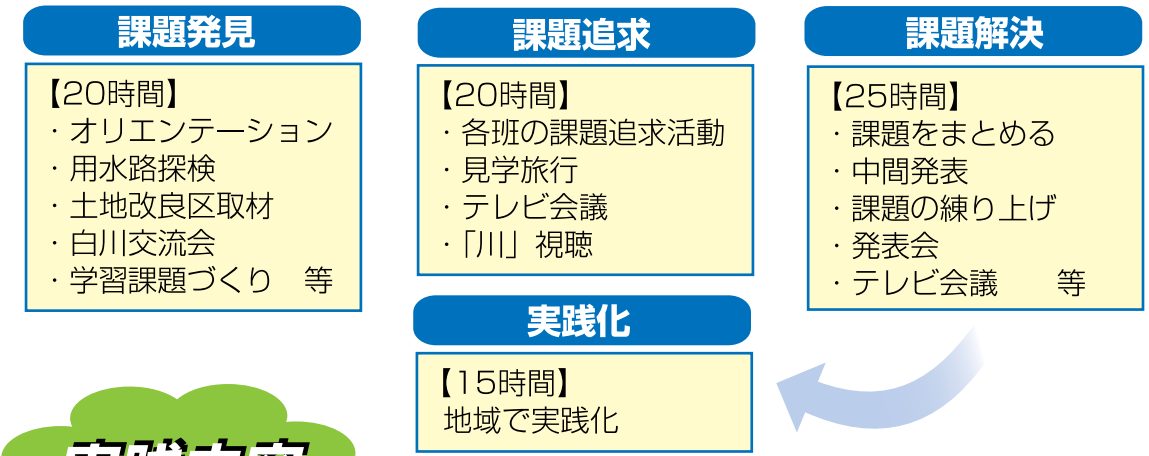 課題発見
【20時間】
・オリエンテーション
・用水路探検
・土地改良区取材
・白川交流会
・学習課題づくり　等
課題追求
【20時間】
・各班の課題追求活動
・見学旅行
・テレビ会議
・「川」視聴
課題解決
【25時間】
・課題をまとめる
・中間発表
・課題の練り上げ
・発表会
・テレビ会議　　等
実践化
【15時間】
地域で実践化